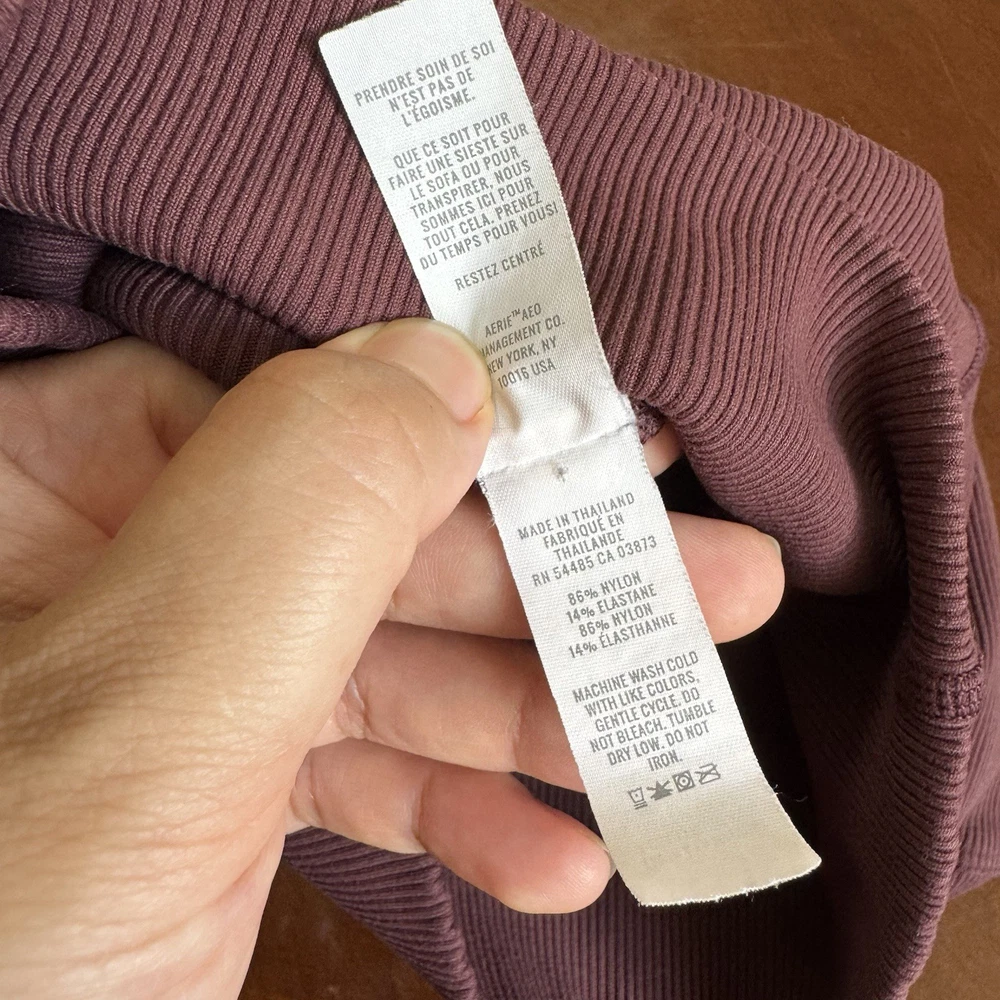 PRENDRE SOIN DE SOI
N'EST PAS DE
L'ÉGOISME.
QUE CE SOIT POUR
FAIRE UNE SIESTE SUR
LE SOFA OU POUR
TRANSPIRER, NOUS
SOMMES ICI POUR
TOUT CELA. PRENEZ
DU TEMPS POUR VOUS!
RESTEZ CENTRÉ
AERIE™ AEO
MANAGEMENT CO.
NEW YORK, NY
10016 USA
MADE IN THAILAND
FABRIQUÉ EN
THAILANDE
RN 54485 CA 03873
86% NYLON
14% ELASTANE
86% NYLON
14% ÉLASTHANNE
MACHINE WASH COLD
WITH LIKE COLORS,
GENTLE CYCLE. DO
NOT BLEACH. TUMBLE
DRY LOW. DO NOT
IRON.